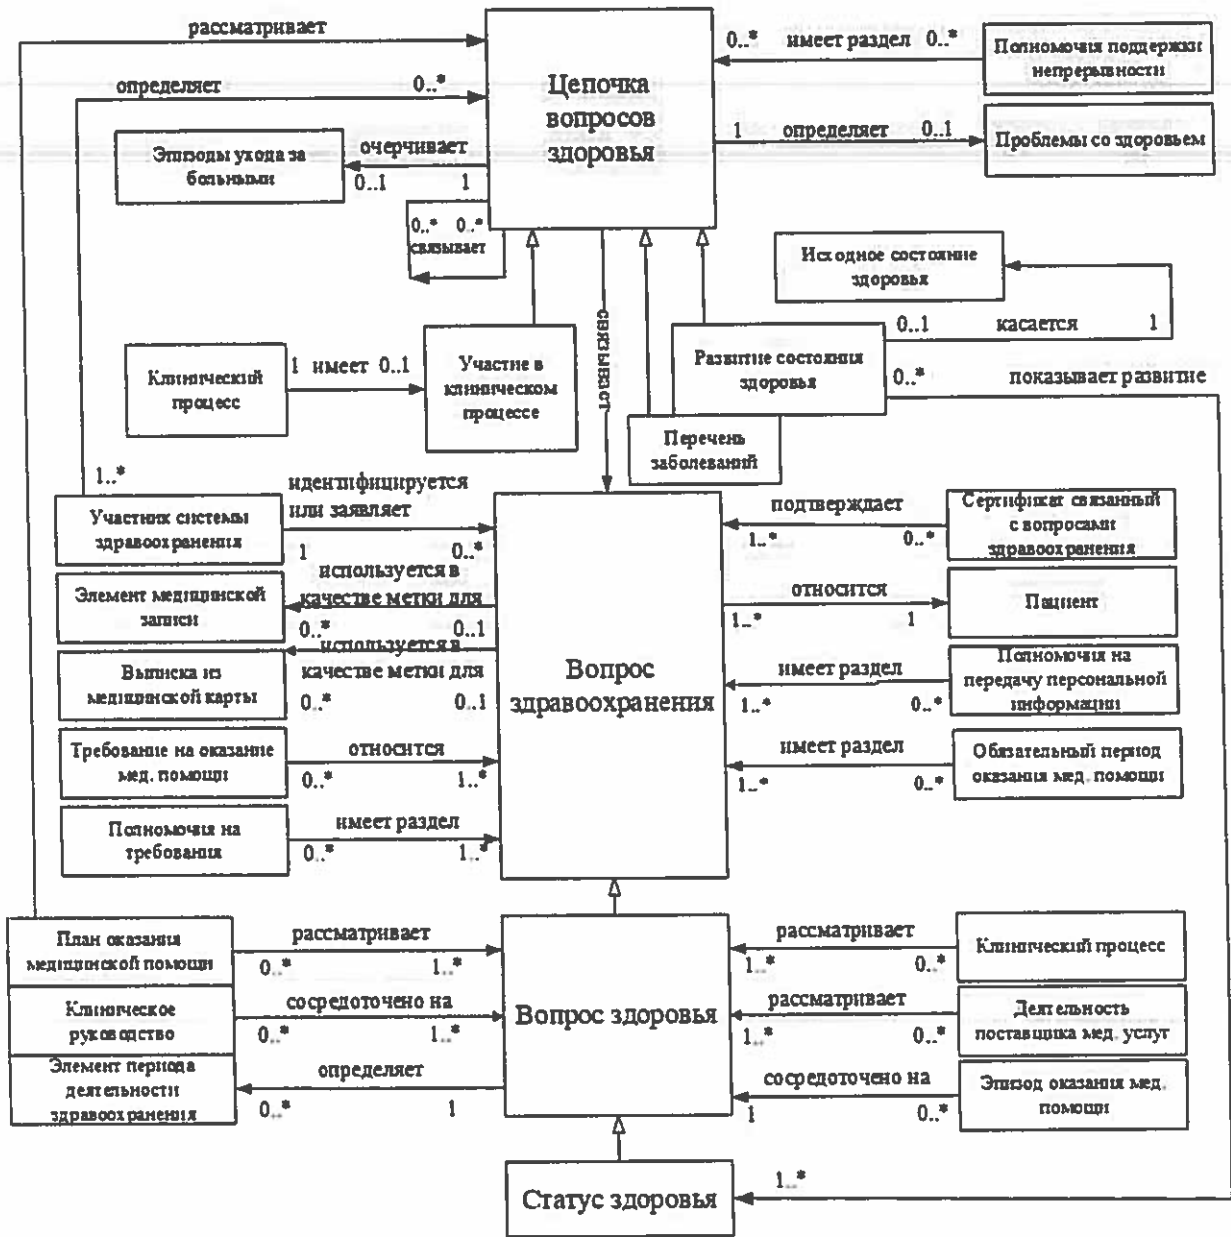 рассматривает
0..* имеет раздел 0..*
Полномочия поддержки
непрерывности
определяет
0..*
Цепочка
вопросов
здоровья
1 определяет 0..1
Проблемы со здоровьем
Эпизоды ухода за
больными
очерчивает
0..1 1
0..* 0..*
связывает
Исходное состояние
здоровья
0..1 касается 1
связывает
Клинический
процесс
1 имеет 0..1
Участие в
клиническом
процессе
Развитие состояния
здоровья
0..* показывает развитие
Перечень
заболеваний
1..*
Участник системы
здравоохранения
идентифицируется
или заявляет
1 0..*
подтверждает
1..* 0..*
Сертификат связанный
с вопросами
здравоохранения
Элемент медицинской
записи
используется в
качестве метки для
0..* 0..1
относится
1..* 1
Пациент
Выписка из
медицинской карты
используется в
качестве метки для
0..* 0..1
Вопрос
здравоохранения
имеет раздел
1..* 0..*
Полномочия на
передачу персональной
информации
Требование на оказание
мед. помощи
относится
0..* 1..*
имеет раздел
1..* 0..*
Обязательный период
оказания мед. помощи
Полномочия на
требования
имеет раздел
0..* 1..*
План оказания
медицинской помощи
рассматривает
0..* 1..*
рассматривает
1..* 0..*
Клинический процесс
Клиническое
руководство
сосредоточено на
0..* 1..*
Вопрос здоровья
рассматривает
1..* 0..*
Деятельность
поставщика мед. услуг
Элемент периода
деятельности
здравоохранения
определяет
0..* 1
сосредоточено на
1 0..*
Эпизод оказания мед.
помощи
Статус здоровья
1..*